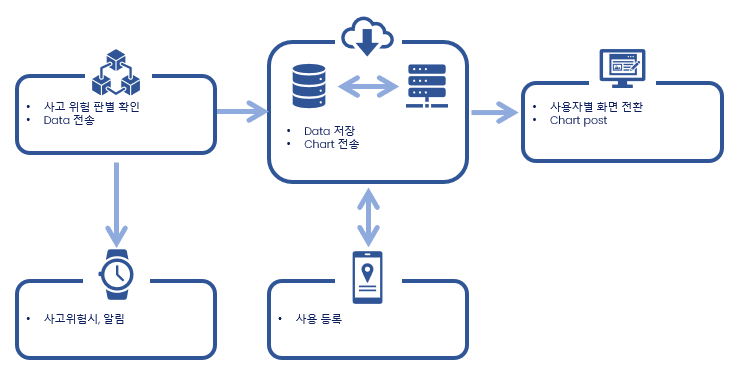 • 사고 위험 판별 확인
• Data 전송
• Data 저장
• Chart 전송
• 사용자별 화면 전환
• Chart post
• 사고위험시, 알림
• 사용 등록